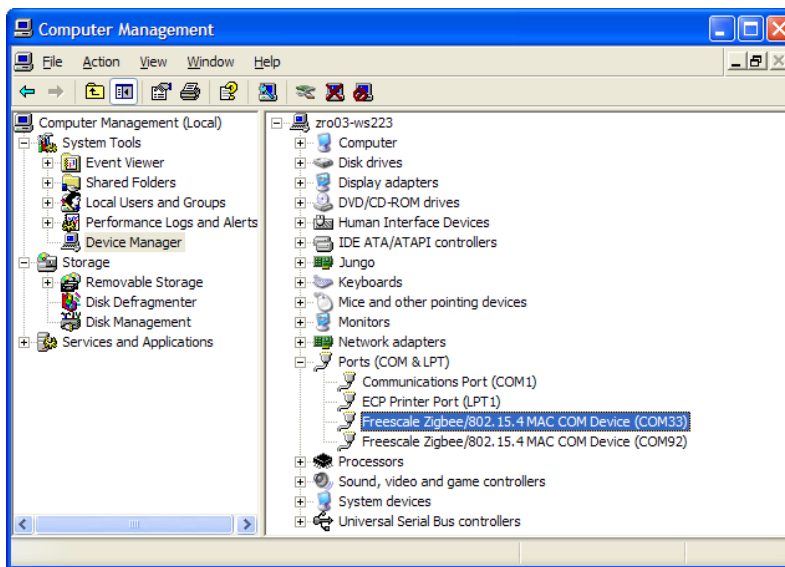 Computer Management
File Action View Window Help
Computer Management (Local)
System Tools
Event Viewer
Shared Folders
Local Users and Groups
Performance Logs and Alerts
Device Manager
Storage
Removable Storage
Disk Defragmenter
Disk Management
Services and Applications
zro03-ws223
Computer
Disk drives
Display adapters
DVD/CD-ROM drives
Human Interface Devices
IDE ATA/ATAPI controllers
Jungo
Keyboards
Mice and other pointing devices
Monitors
Network adapters
Ports (COM & LPT)
Communications Port (COM1)
ECP Printer Port (LPT1)
Freescale Zigbee/802.15.4 MAC COM Device (COM33)
Freescale Zigbee/802.15.4 MAC COM Device (COM92)
Processors
Sound, video and game controllers
System devices
Universal Serial Bus controllers